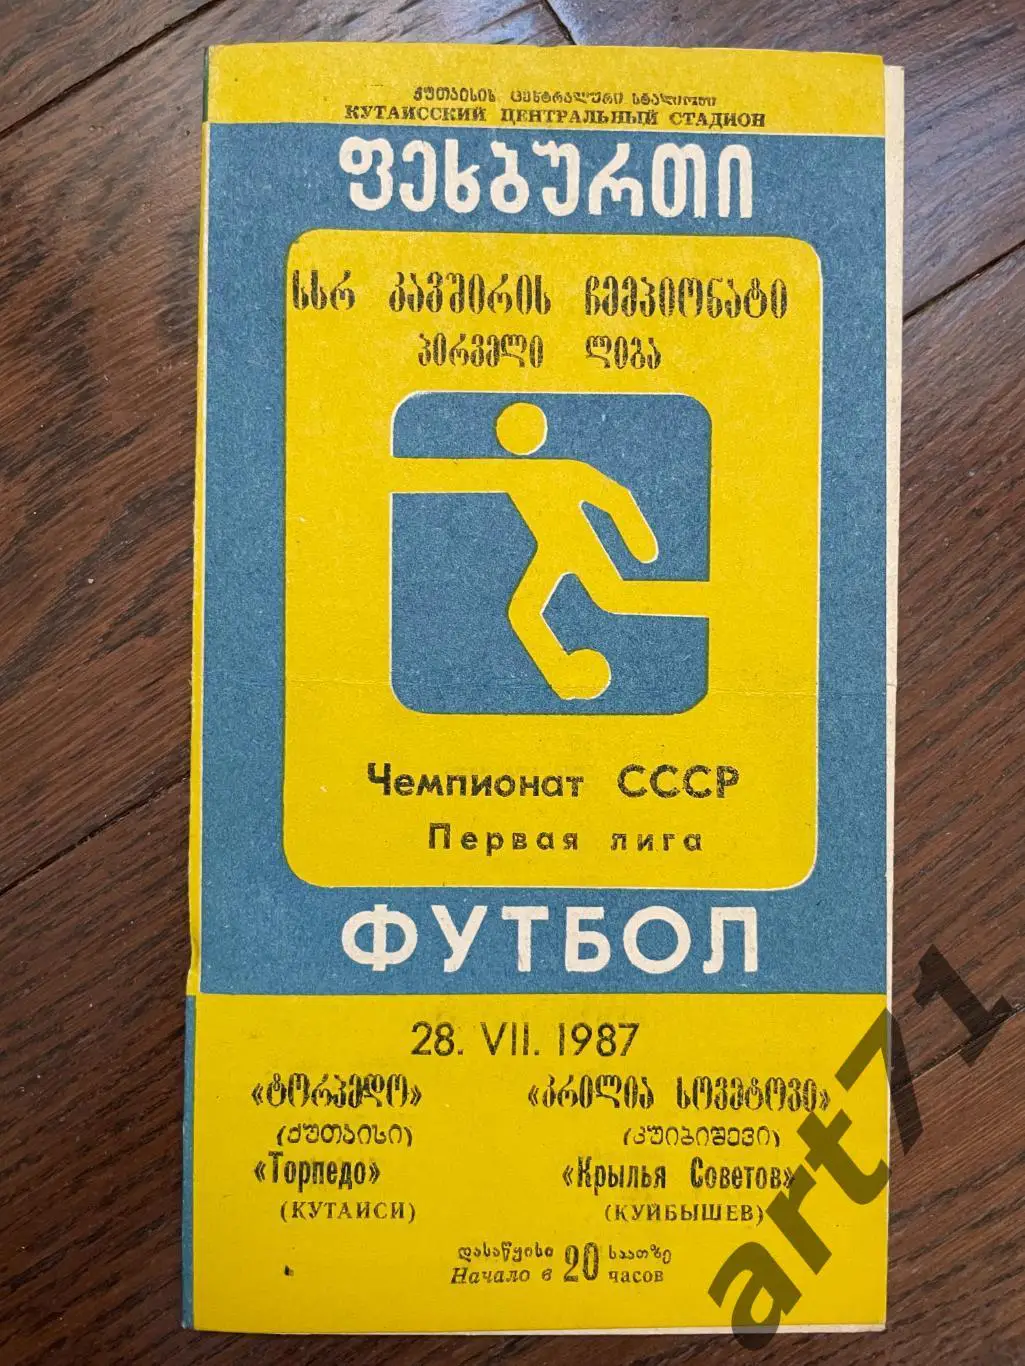 ქუთაისის ცენტრალური სტადიონი
КУТАИССКИЙ ЦЕНТРАЛЬНЫЙ СТАДИОН
ფეხბურთი
სსრ კავშირის ჩემპიონატი
პირველი ლიგა
Чемпионат СССР
Первая лига
ФУТБОЛ
28. VII. 1987
«ტორპედო» «კრილია სოვეტოვი»
(ქუთაისი) (კუიბიშევი)
«Торпедо» «Крылья Советов»
(КУТАИСИ) (КУЙБЫШЕВ)
დასაწყისი 20 საათზე
Начало в 20 часов
art71